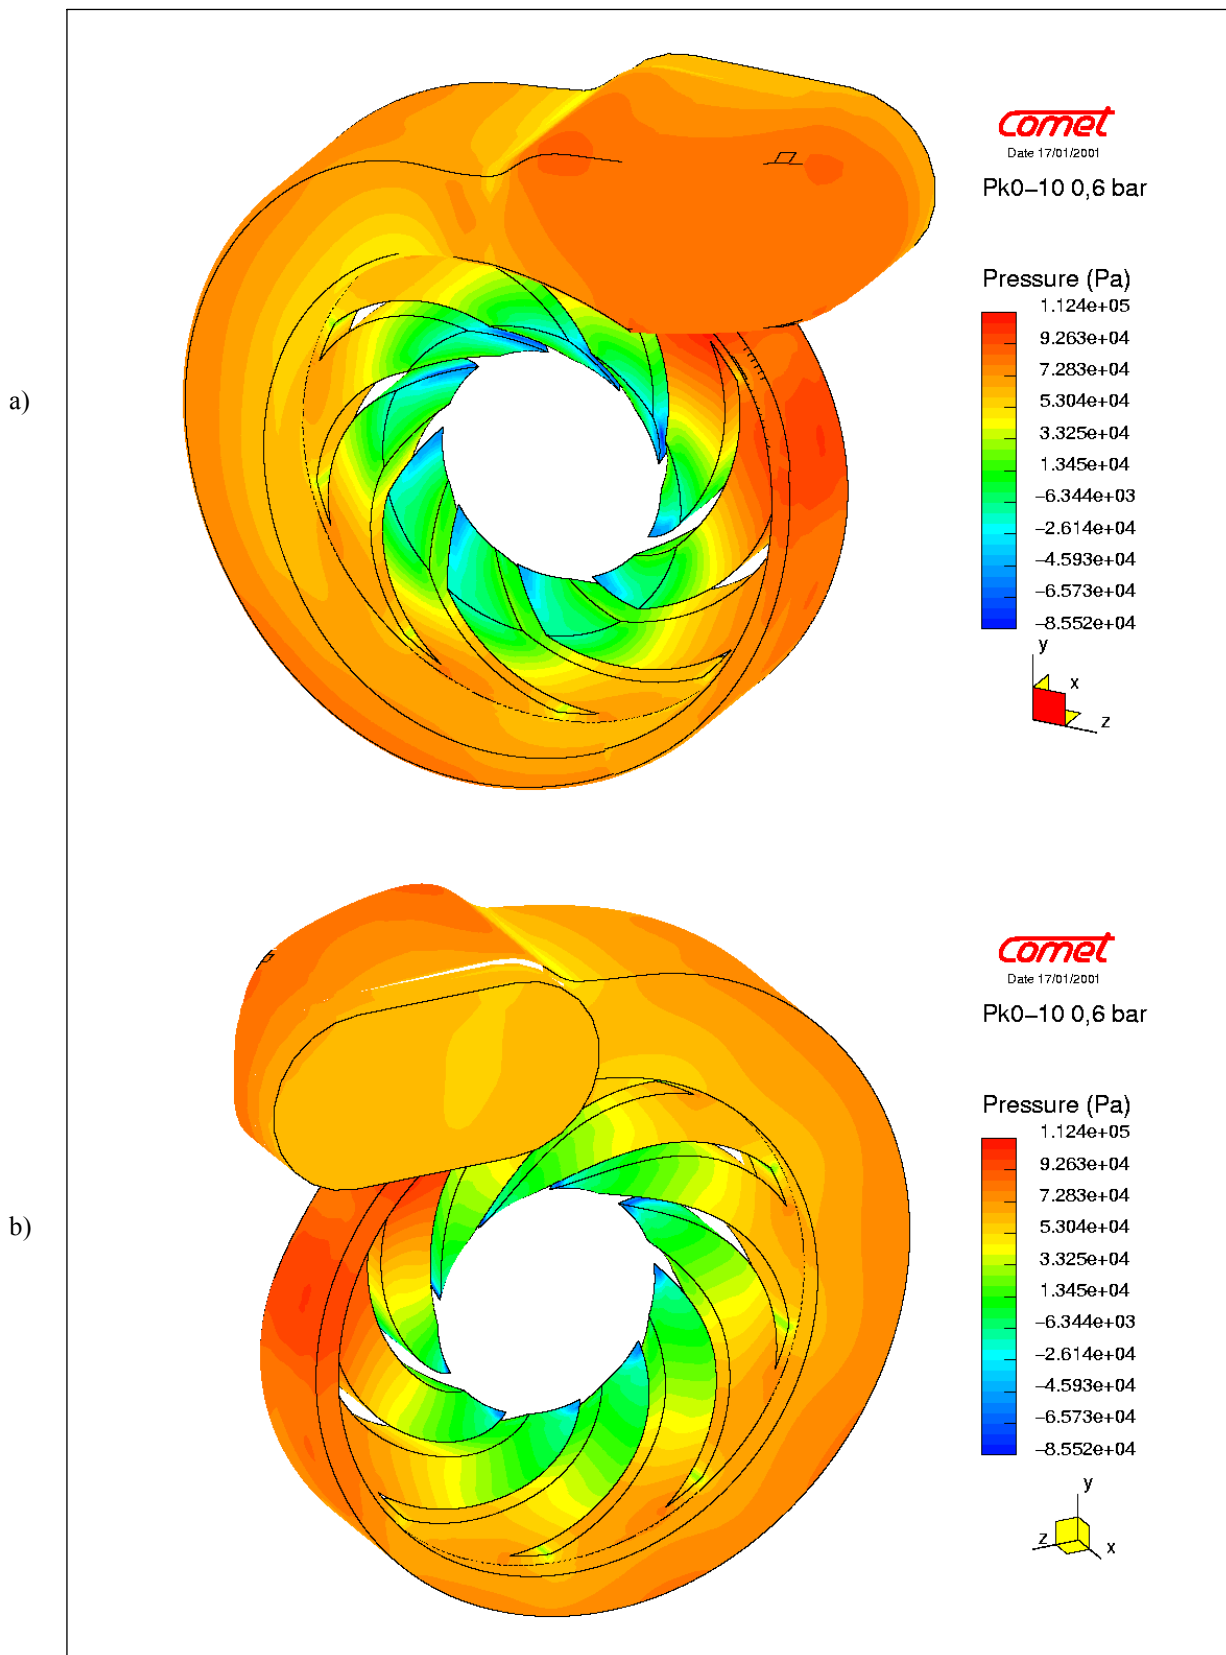 a)
comet
Date 17/01/2001
Pk0-10 0,6 bar
Pressure (Pa)
1.124e+05
9.263e+04
7.283e+04
5.304e+04
3.325e+04
1.345e+04
-6.344e+03
-2.614e+04
-4.593e+04
-6.573e+04
-8.552e+04
y
x
z
b)
comet
Date 17/01/2001
Pk0-10 0,6 bar
Pressure (Pa)
1.124e+05
9.263e+04
7.283e+04
5.304e+04
3.325e+04
1.345e+04
-6.344e+03
-2.614e+04
-4.593e+04
-6.573e+04
-8.552e+04
y
z
x